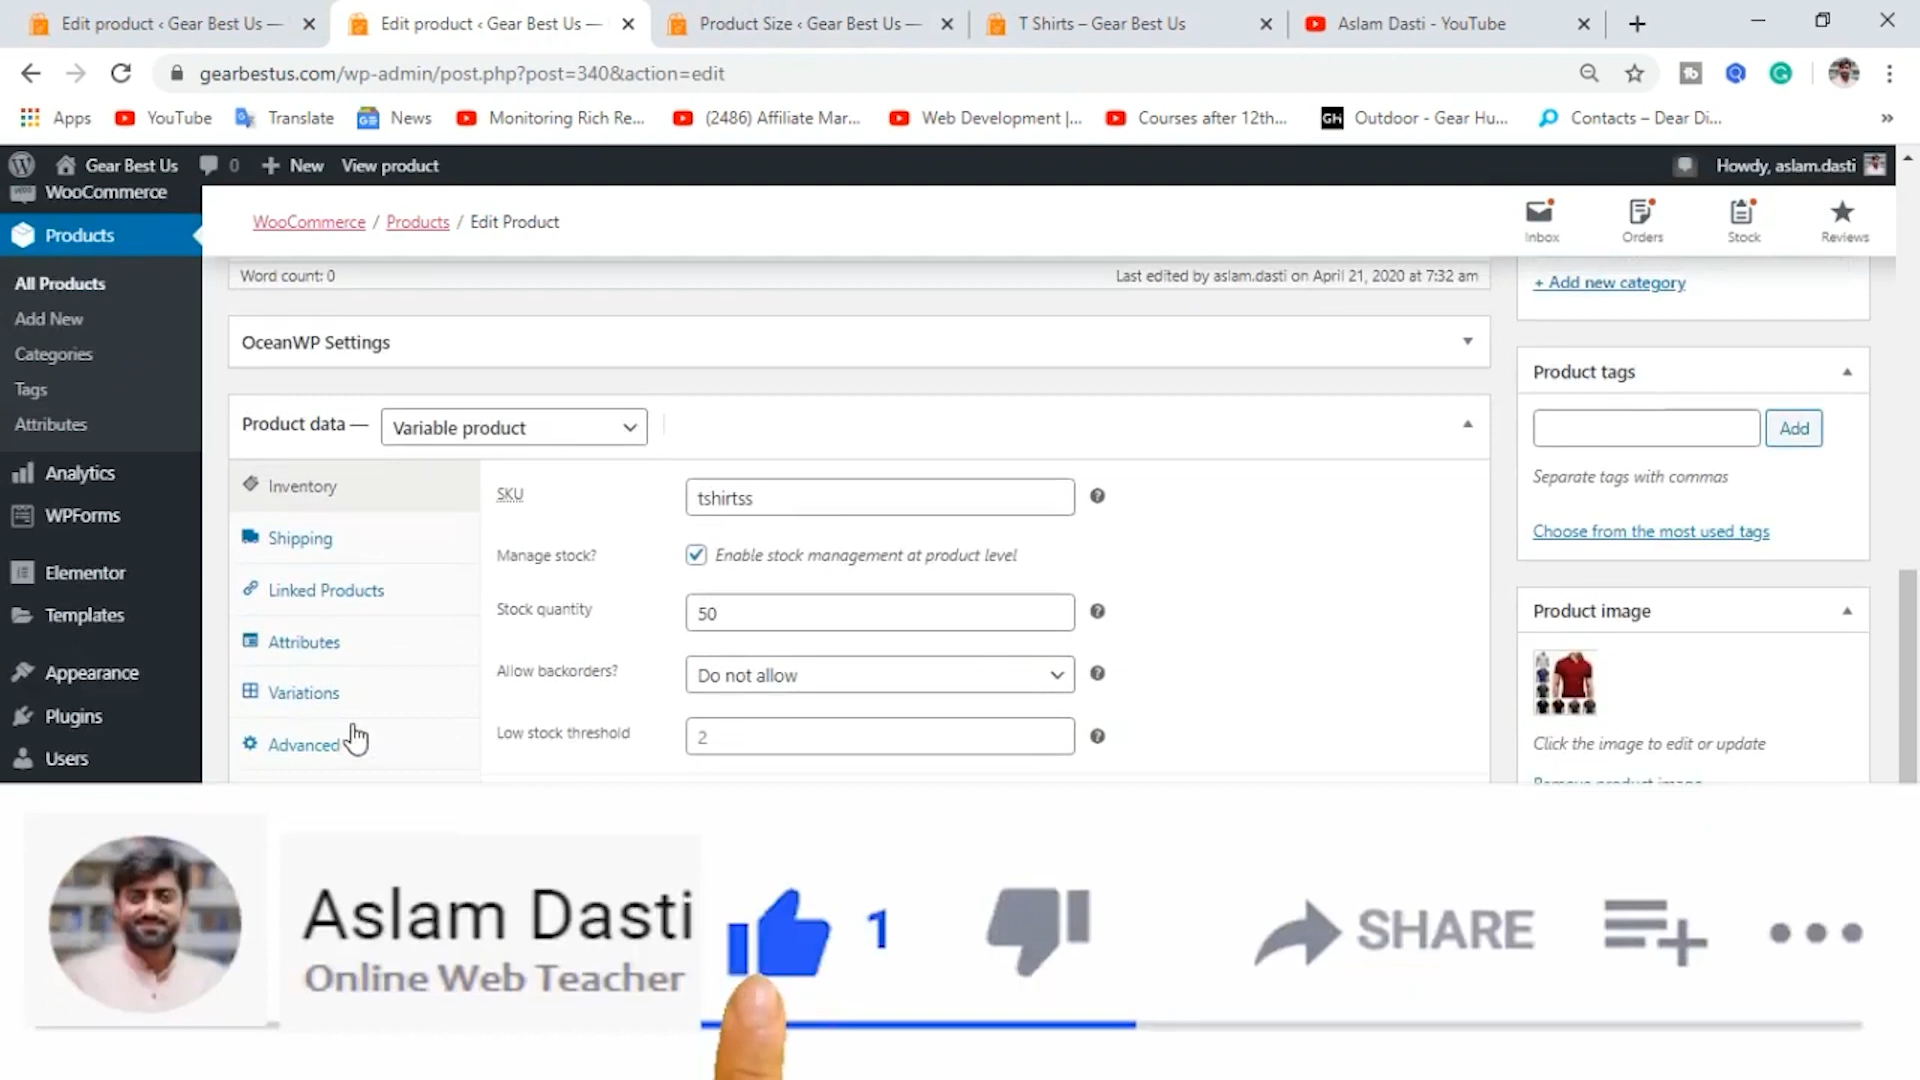 Edit product ‹ Gear Best Us —
Edit product ‹ Gear Best Us —
Product Size ‹ Gear Best Us —
T Shirts – Gear Best Us
Aslam Dasti - YouTube
gearbestus.com/wp-admin/post.php?post=340&action=edit
Apps
YouTube
Translate
News
Monitoring Rich Re...
(2486) Affiliate Mar...
Web Development |...
Courses after 12th...
GH
Outdoor - Gear Hu...
Contacts – Dear Di...
Gear Best Us
0
New
View product
Howdy, aslam.dasti
WooCommerce
Products
All Products
Add New
Categories
Tags
Attributes
Analytics
WPForms
Elementor
Templates
Appearance
Plugins
Users
WooCommerce / Products / Edit Product
Inbox
Orders
Stock
Reviews
Word count: 0
Last edited by aslam.dasti on April 21, 2020 at 7:32 am
OceanWP Settings
Product data —
Variable product
Inventory
Shipping
Linked Products
Attributes
Variations
Advanced
SKU
tshirtss
Manage stock?
Enable stock management at product level
Stock quantity
50
Allow backorders?
Do not allow
Low stock threshold
2
+ Add new category
Product tags
Add
Separate tags with commas
Choose from the most used tags
Product image
Click the image to edit or update
Remove product image
Aslam Dasti
Online Web Teacher
1
SHARE